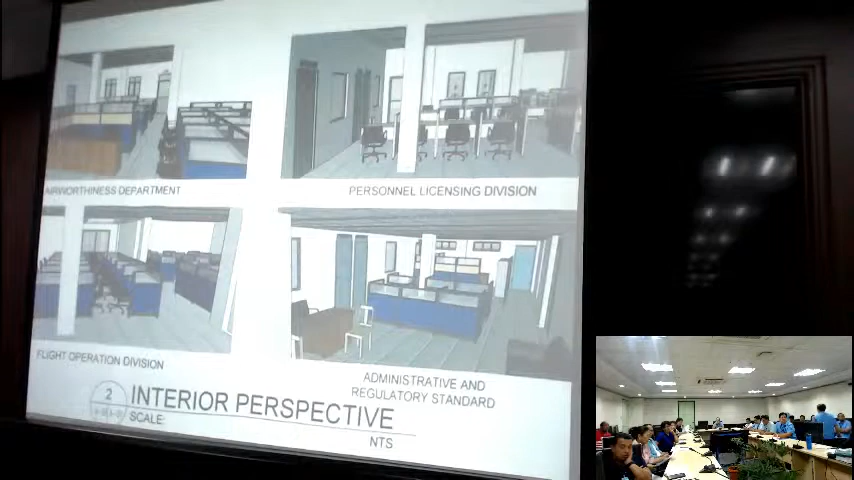 AIRWORTHINESS DEPARTMENT
PERSONNEL LICENSING DIVISION
FLIGHT OPERATION DIVISION
ADMINISTRATIVE AND
REGULATORY STANDARD
2
INTERIOR PERSPECTIVE
SCALE:
NTS